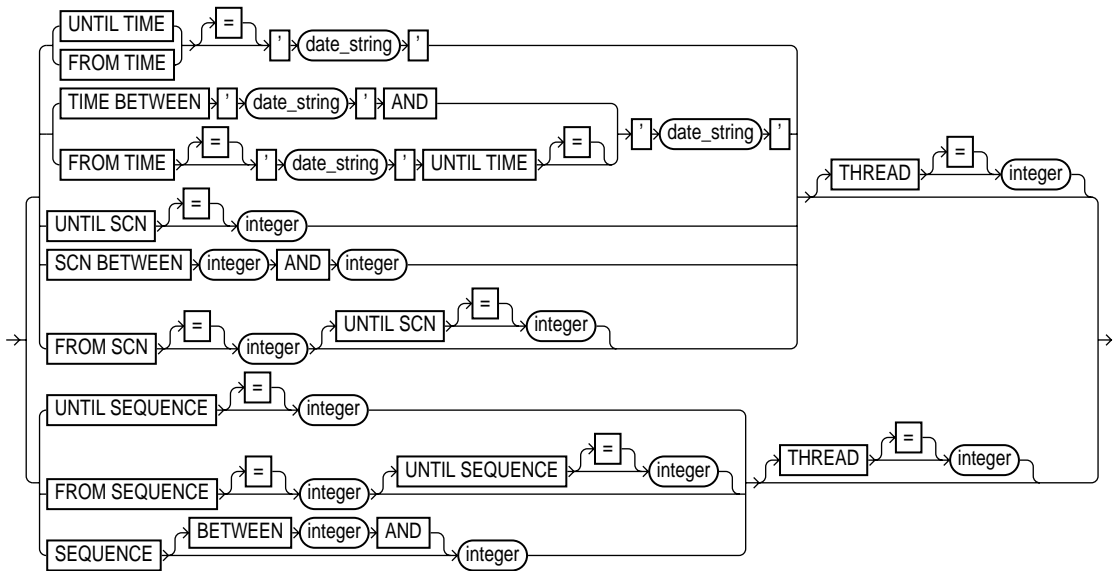 UNTIL TIME
FROM TIME
= ' date_string '
TIME BETWEEN ' date_string ' AND
FROM TIME = ' date_string ' UNTIL TIME =
' date_string '
THREAD = integer
UNTIL SCN = integer
SCN BETWEEN integer AND integer
FROM SCN = integer UNTIL SCN = integer
UNTIL SEQUENCE = integer
FROM SEQUENCE = integer UNTIL SEQUENCE = integer
THREAD = integer
SEQUENCE BETWEEN integer AND integer